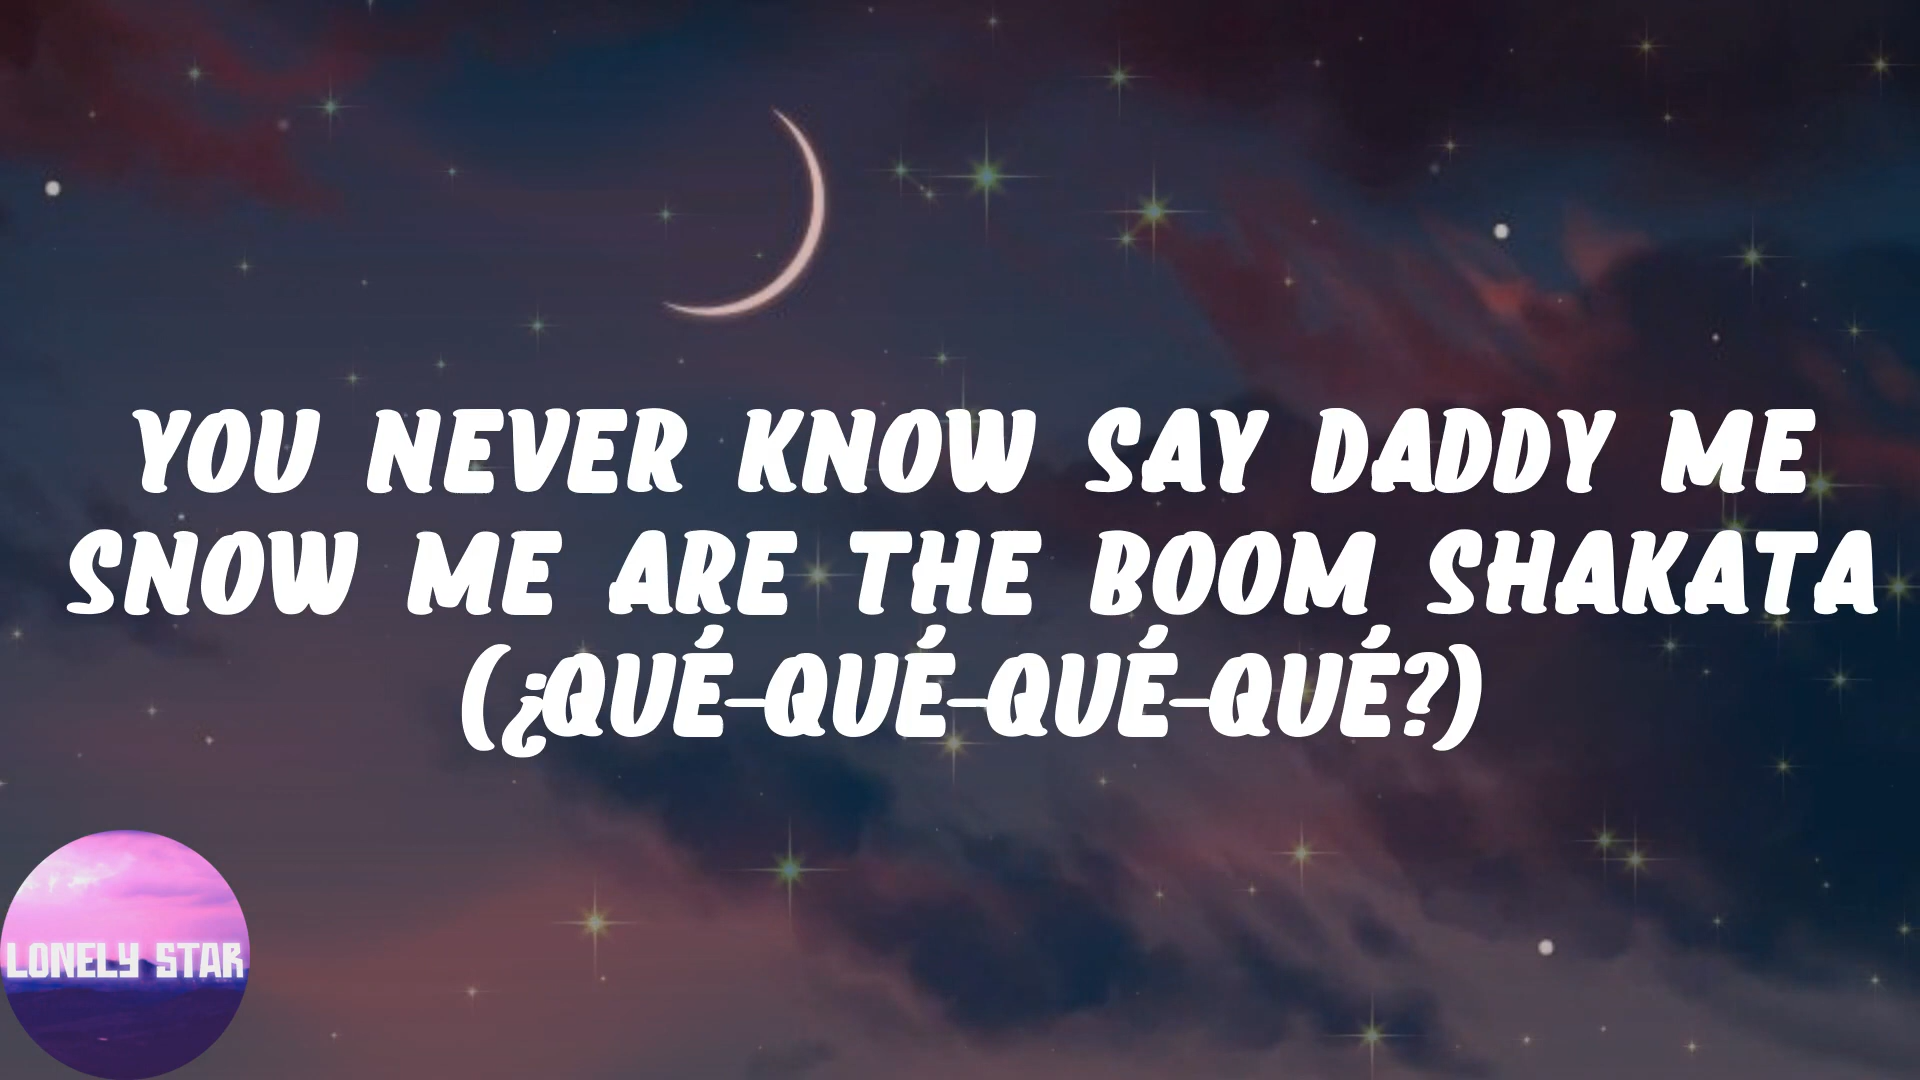 YOU NEVER KNOW SAY DADDY ME
SNOW ME ARE THE BOOM SHAKATA
(¿QUÉ-QUÉ-QUÉ-QUÉ?)
LONELY STAR